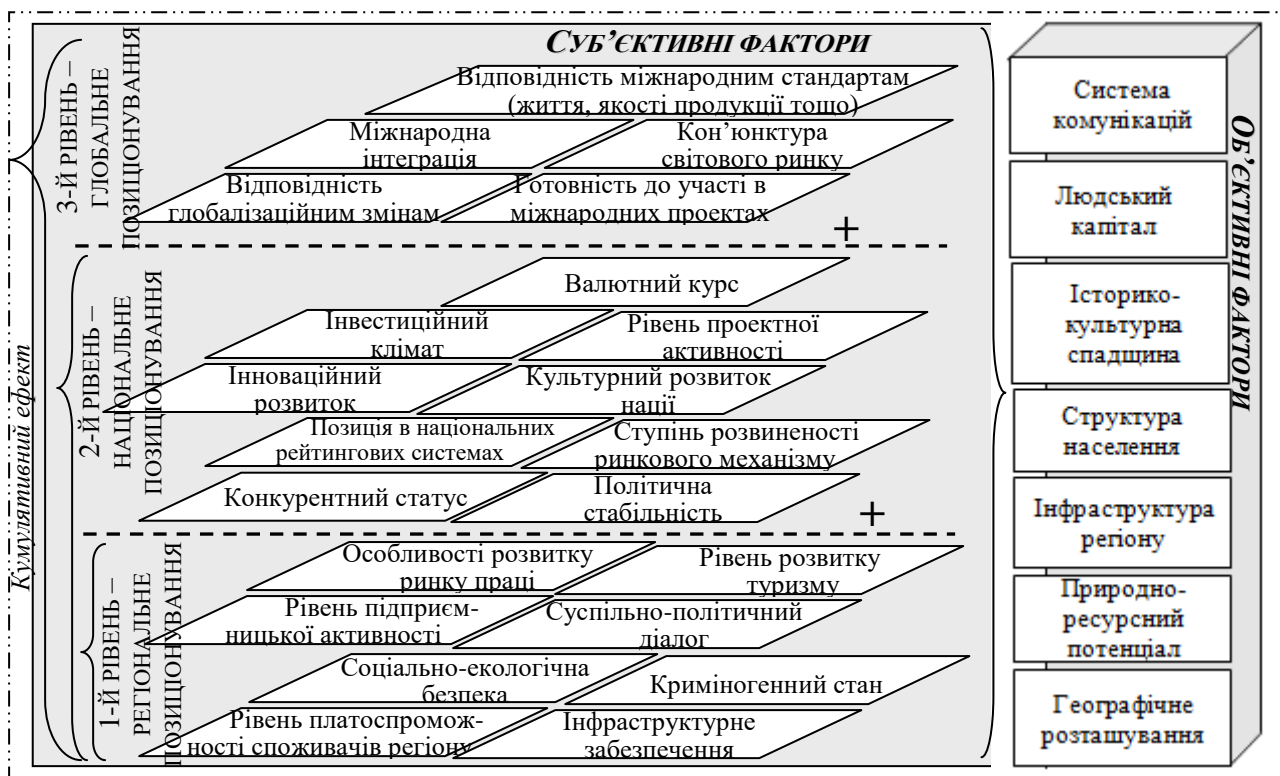 СУБ’ЄКТИВНІ ФАКТОРИ
3-Й РІВЕНЬ –
ГЛОБАЛЬНЕ
ПОЗИЦІОНУВАННЯ
Відповідність міжнародним стандартам
(життя, якості продукції тощо)
Міжнародна
інтеграція
Кон’юнктура
світового ринку
Відповідність
глобалізаційним змінам
Готовність до участі в
міжнародних проектах
+
2-Й РІВЕНЬ –
НАЦІОНАЛЬНЕ
ПОЗИЦІОНУВАННЯ
Валютний курс
Інвестиційний
клімат
Рівень проектної
активності
Інноваційний
розвиток
Культурний розвиток
нації
Позиція в національних
рейтингових системах
Ступінь розвиненості
ринкового механізму
Конкурентний статус
Політична
стабільність
+
1-Й РІВЕНЬ –
РЕГІОНАЛЬНЕ
ПОЗИЦІОНУВАННЯ
Особливості розвитку
ринку праці
Рівень розвитку
туризму
Рівень підприєм-
ницької активності
Суспільно-політичний
діалог
Соціально-екологічна
безпека
Криміногенний стан
Рівень платоспромож-
ності споживачів регіону
Інфраструктурне
забезпечення
Кумулятивний ефект
ОБ’ЄКТИВНІ ФАКТОРИ
Система
комунікацій
Людський
капітал
Історико-
культурна
спадщина
Структура
населення
Інфраструктура
регіону
Природно-
ресурсний
потенціал
Географічне
розташування